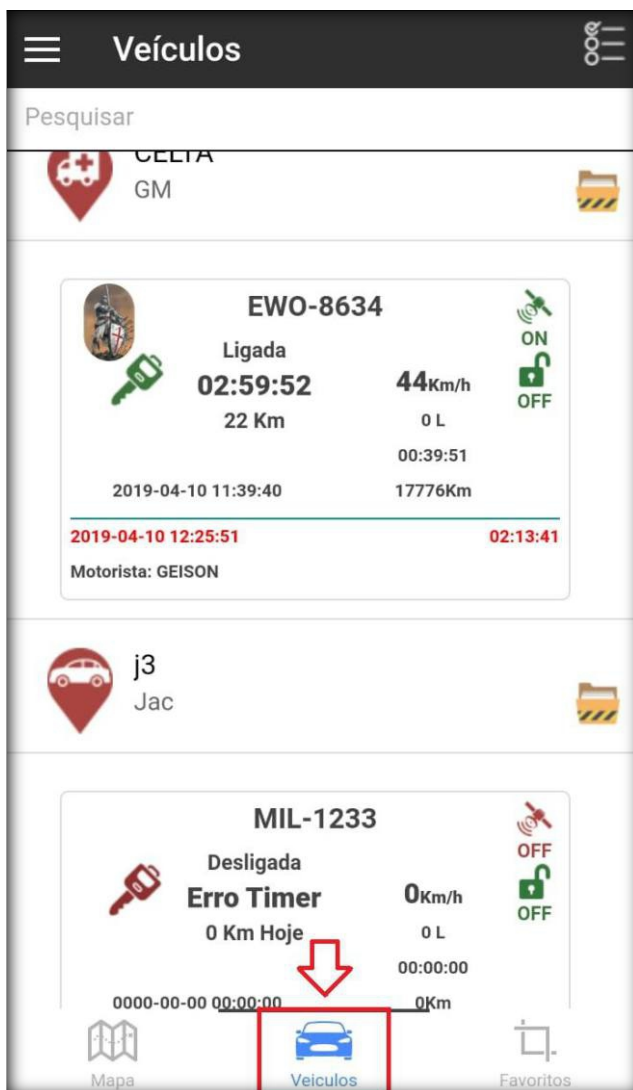 Veículos
Pesquisar
CELTA
GM
EWO-8634
ON
Ligada
02:59:52
44Km/h
OFF
22 Km
0 L
00:39:51
2019-04-10 11:39:40
17776Km
2019-04-10 12:25:51
02:13:41
Motorista: GEISON
j3
Jac
MIL-1233
OFF
Desligada
Erro Timer
0Km/h
OFF
0 Km Hoje
0 L
00:00:00
0000-00-00 00:00:00
0Km
Mapa
Veiculos
Favoritos